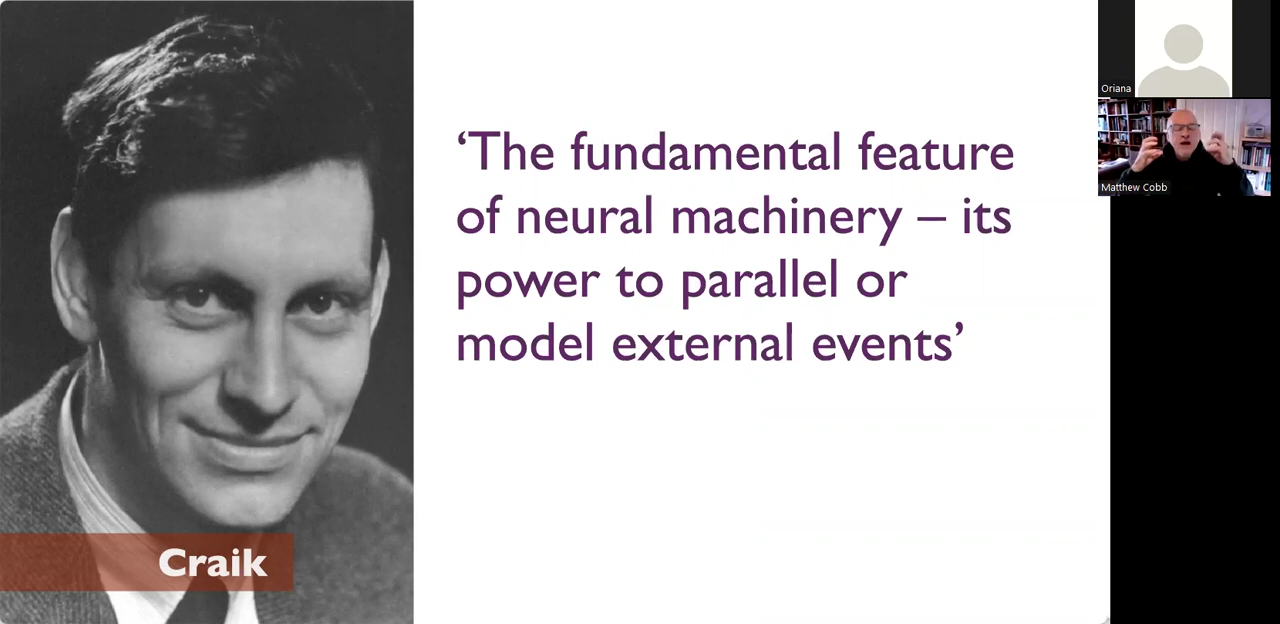 ‘The fundamental feature
of neural machinery – its
power to parallel or
model external events’
Craik
Oriana
Matthew Cobb